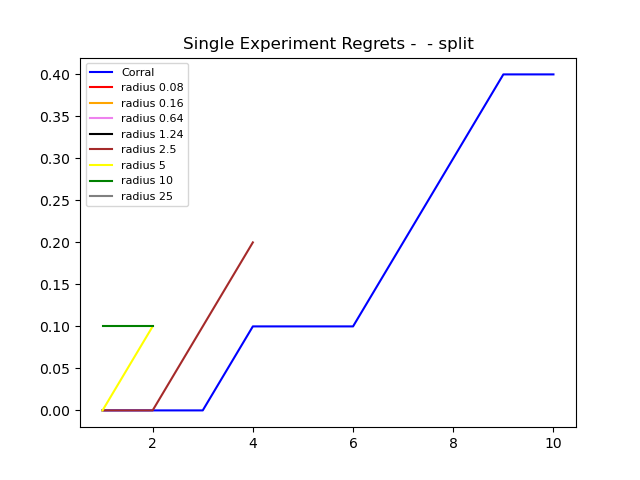 Single Experiment Regrets -  - split
Corral
radius 0.08
radius 0.16
radius 0.64
radius 1.24
radius 2.5
radius 5
radius 10
radius 25
0.40
0.35
0.30
0.25
0.20
0.15
0.10
0.05
0.00
2 4 6 8 10